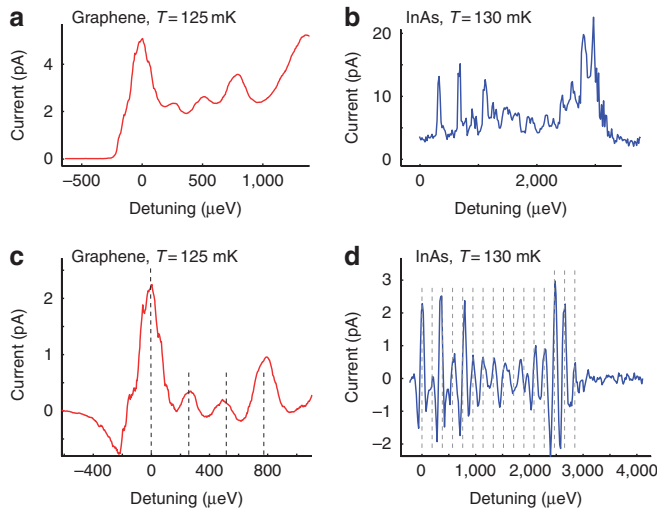 a
Graphene, T = 125 mK
Current (pA)
4
2
0
−500
0
500
1,000
Detuning (μeV)
b
InAs, T = 130 mK
Current (pA)
20
10
0
0
2,000
Detuning (μeV)
c
Graphene, T = 125 mK
Current (pA)
2
1
0
−400
0
400
800
Detuning (μeV)
d
InAs, T = 130 mK
Current (pA)
3
2
1
0
−1
−2
0
1,000
2,000
3,000
4,000
Detuning (μeV)